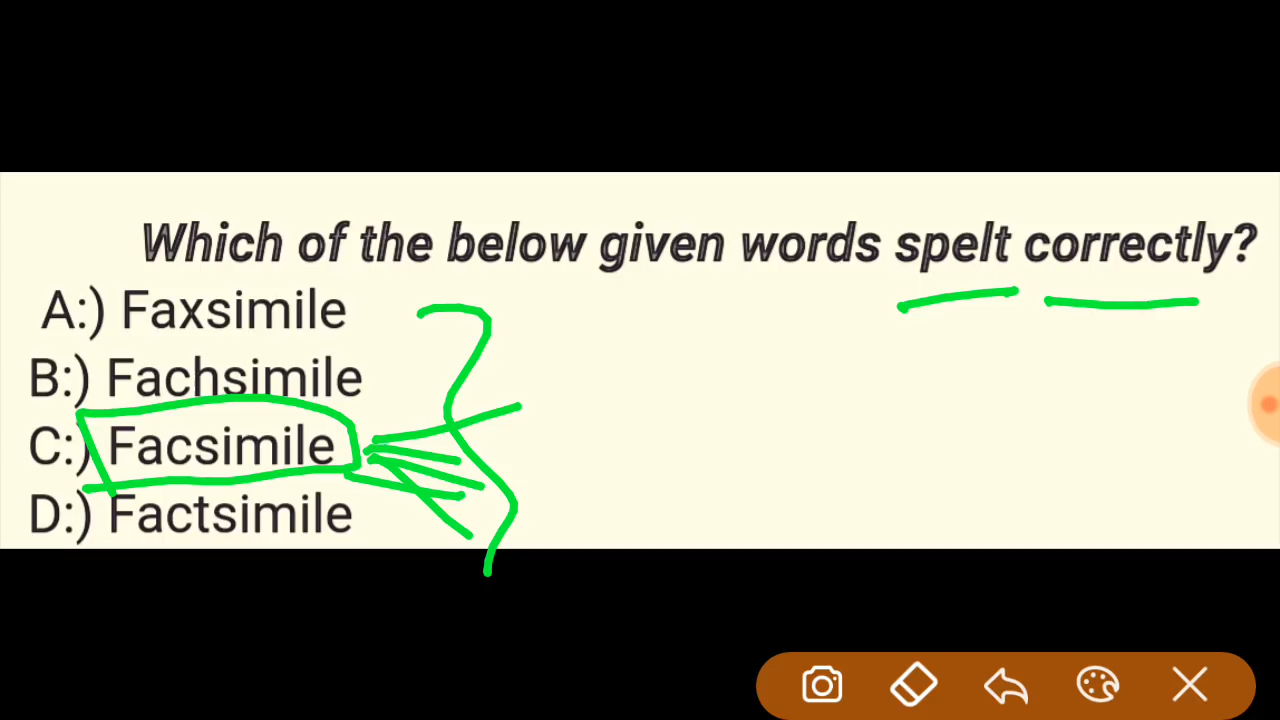 Which of the below given words spelt correctly?
A:) Faxsimile
B:) Fachsimile
C:) Facsimile
D:) Factsimile